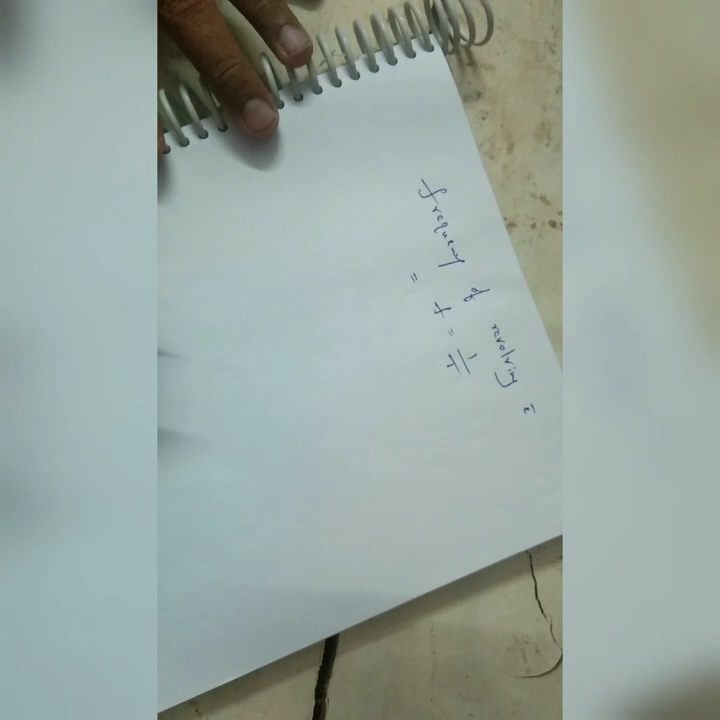 frequency of revolving ē
= f = 1/T